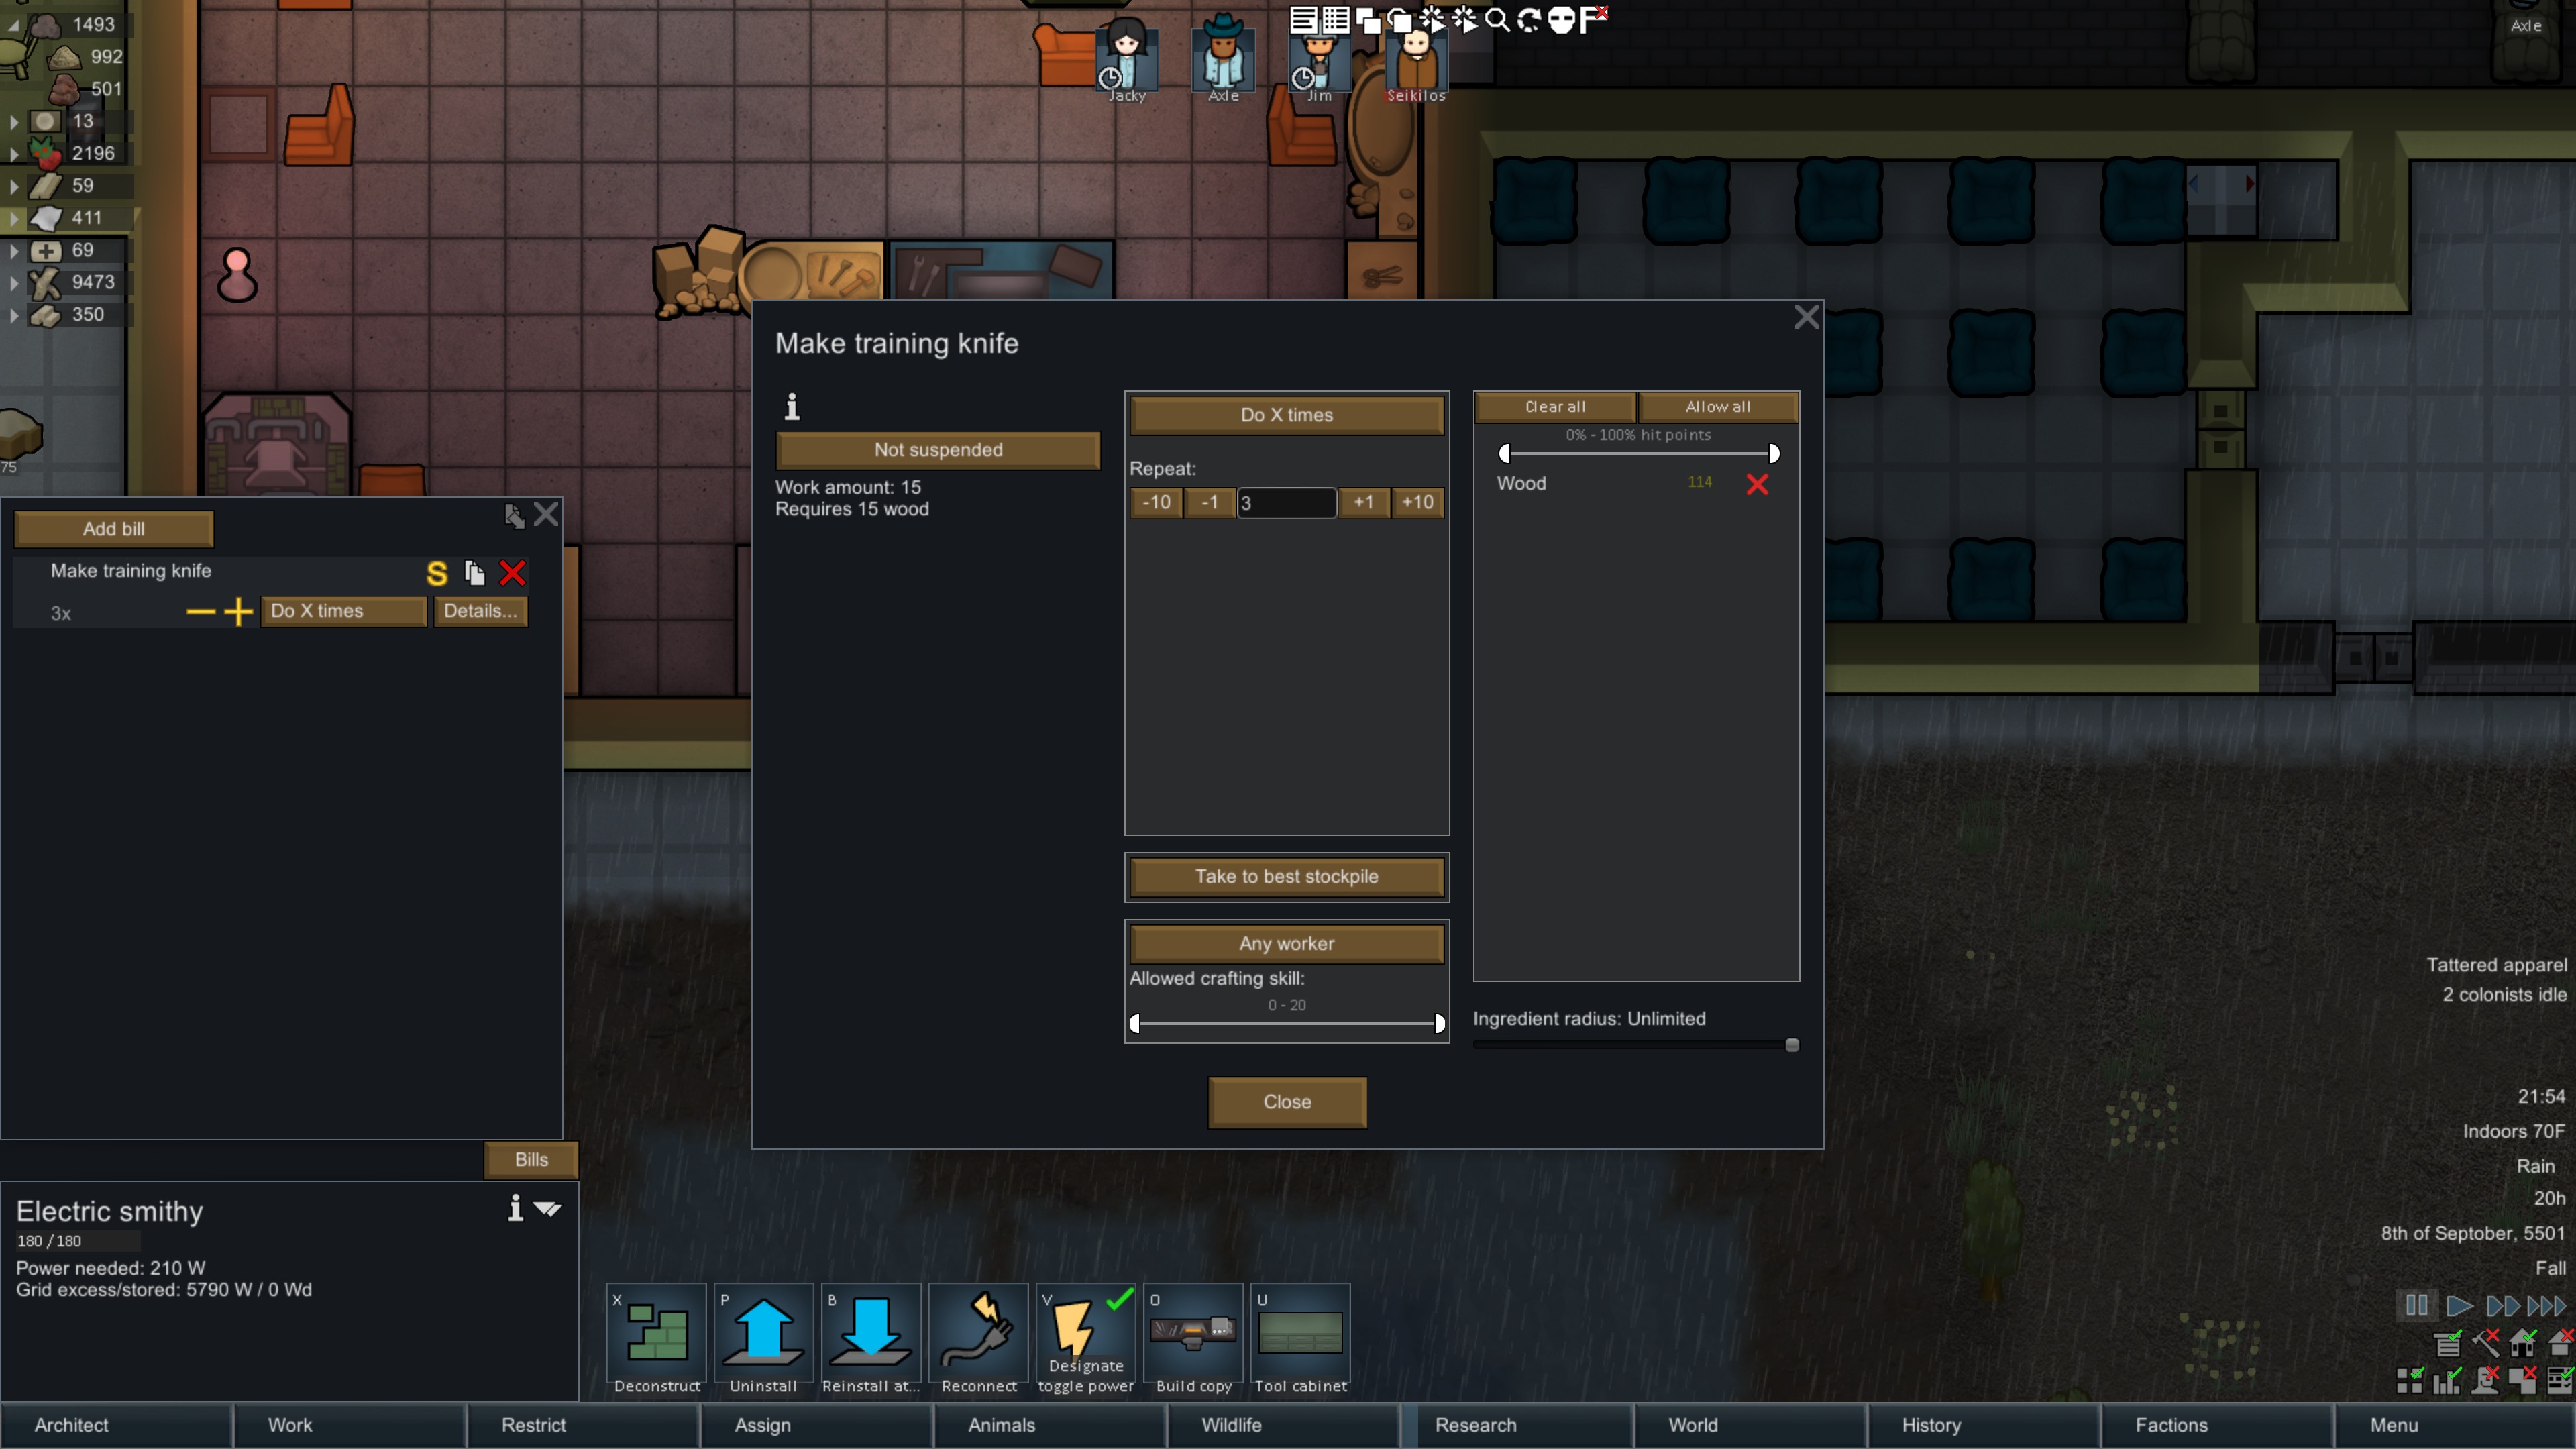 1493
992
501
13
2196
59
411
69
9473
350
75
Jacky
Axle
Jim
Seikilos
Axle
Make training knife
Not suspended
Work amount: 15
Requires 15 wood
Do X times
Repeat:
-10 -1 3 +1 +10
Take to best stockpile
Any worker
Allowed crafting skill:
0 - 20
Clear all Allow all
0% - 100% hit points
Wood 114
Ingredient radius: Unlimited
Close
Add bill
Make training knife
S
3x
Do X times
Details...
Bills
Electric smithy
180 / 180
Power needed: 210 W
Grid excess/stored: 5790 W / 0 Wd
X
Deconstruct
P
Uninstall
B
Reinstall at...
Reconnect
V
Designate
toggle power
O
Build copy
U
Tool cabinet
Tattered apparel
2 colonists idle
21:54
Indoors 70F
Rain
20h
8th of Septober, 5501
Fall
Architect
Work
Restrict
Assign
Animals
Wildlife
Research
World
History
Factions
Menu